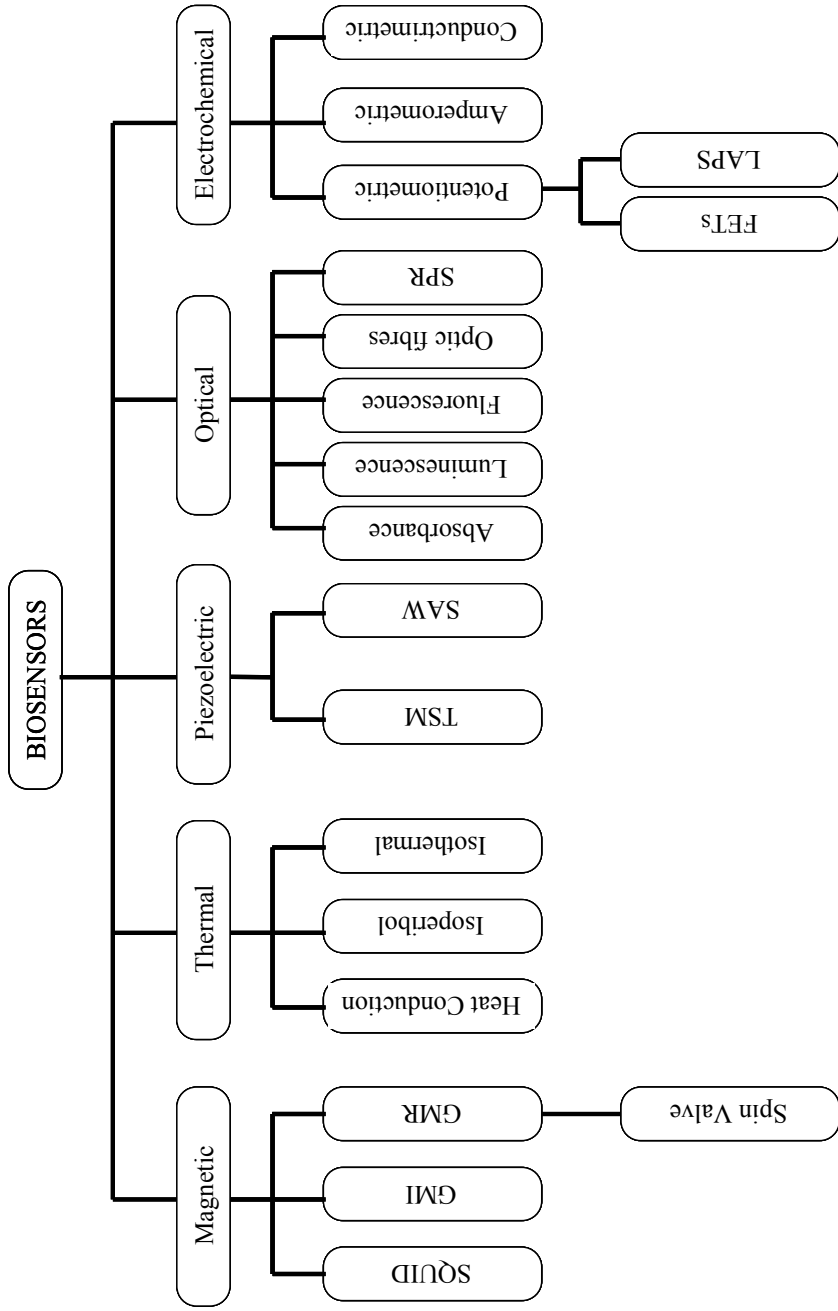 BIOSENSORS
Electrochemical
Optical
Piezoelectric
Thermal
Magnetic
Conductrimetric
Amperometric
Potentiometric
LAPS
FETs
SPR
Optic fibres
Fluorescence
Luminescence
Absorbance
SAW
TSM
Isothermal
Isoperibol
Heat Conduction
GMR
Spin Valve
GMI
SQUID